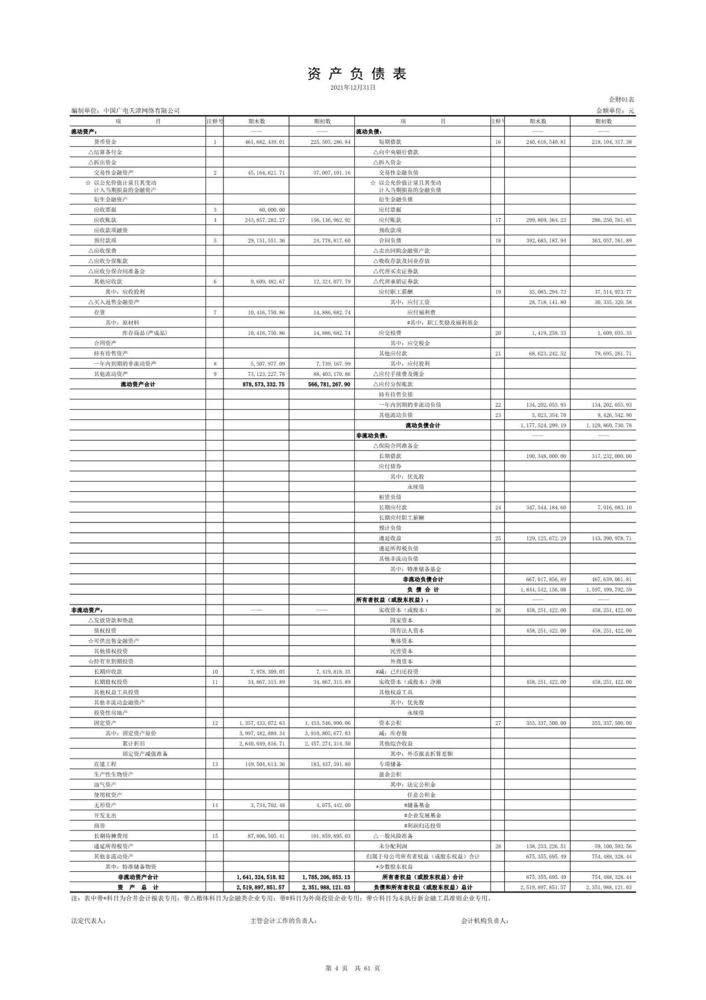 资 产 负 债 表
2021年12月31日
企财01表
编制单位：中国广电天津网络有限公司 金额单位：元
项 目 注释号 期末数 期初数 项 目 注释号 期末数 期初数
流动资产： —— —— 流动负债： —— ——
货币资金 1 461,682,439.01 225,505,286.84 短期借款 16 240,616,540.81 218,104,317.38
△结算备付金 △向中央银行借款
△拆出资金 △拆入资金
交易性金融资产 2 45,164,621.71 37,007,101.16 交易性金融负债
☆ 以公允价值计量且其变动 ☆ 以公允价值计量且其变动
计入当期损益的金融资产 计入当期损益的金融负债
衍生金融资产 衍生金融负债
应收票据 3 60,000.00 应付票据
应收账款 4 243,857,282.27 156,136,962.92 应付账款 17 299,869,364.23 286,250,761.85
应收款项融资 预收款项
预付款项 5 29,151,551.36 24,778,817.60 合同负债 18 392,685,187.94 363,057,761.89
△应收保费 △卖出回购金融资产款
△应收分保账款 △吸收存款及同业存放
△应收分保合同准备金 △代理买卖证券款
其他应收款 6 9,609,482.67 12,324,077.79 △代理承销证券款
其中：应收股利 应付职工薪酬 19 35,085,294.73 37,514,973.77
△买入返售金融资产 其中：应付工资 28,718,141.80 30,335,320.58
存货 7 10,416,750.86 14,886,682.74 应付福利费
其中：原材料 #其中：职工奖励及福利基金
库存商品(产成品) 10,416,750.86 14,886,682.74 应交税费 20 1,419,258.33 1,609,035.35
合同资产 其中：应交税金
持有待售资产 其他应付款 21 68,623,242.52 79,695,281.71
一年内到期的非流动资产 8 5,507,977.09 7,739,167.99 其中：应付股利
其他流动资产 9 73,123,227.78 88,403,170.86 △应付手续费及佣金
流动资产合计 878,573,332.75 566,781,267.90 △应付分保账款
持有待售负债
一年内到期的非流动负债 22 134,202,055.93 134,202,055.93
其他流动负债 23 5,023,354.70 9,426,542.90
流动负债合计 1,177,524,299.19 1,129,860,730.78
非流动负债： —— ——
△保险合同准备金
长期借款 190,348,000.00 317,232,000.00
应付债券
其中：优先股
永续债
租赁负债
长期应付款 24 347,544,184.60 7,016,083.10
长期应付职工薪酬
预计负债
递延收益 25 129,125,672.29 143,390,978.71
递延所得税负债
其他非流动负债
其中：特准储备基金
非流动负债合计 667,017,856.89 467,639,061.81
负 债 合 计 1,844,542,156.08 1,597,499,792.59
所有者权益（或股东权益）： —— ——
非流动资产： —— —— 实收资本（或股本） 26 458,251,422.00 458,251,422.00
△发放贷款和垫款 国家资本
债权投资 国有法人资本 458,251,422.00 458,251,422.00
☆可供出售金融资产 集体资本
其他债权投资 民营资本
☆持有至到期投资 外商资本
长期应收款 10 7,978,309.05 7,419,818.35 #减：已归还投资
长期股权投资 11 34,867,315.89 34,867,315.89 实收资本（或股本）净额 458,251,422.00 458,251,422.00
其他权益工具投资 其他权益工具
其他非流动金融资产 其中：优先股
投资性房地产 永续债
固定资产 12 1,357,433,072.63 1,453,546,990.06 资本公积 27 355,337,500.00 355,337,500.00
其中：固定资产原价 3,997,482,889.34 3,910,805,677.83 减：库存股
累计折旧 2,640,049,816.71 2,457,274,314.50 其他综合收益
固定资产减值准备 其中：外币报表折算差额
在建工程 13 149,504,613.36 183,437,391.80 专项储备
生产性生物资产 盈余公积
油气资产 其中：法定公积金
使用权资产 任意公积金
无形资产 14 3,734,702.48 4,075,442.00 #储备基金
开发支出 #企业发展基金
商誉 #利润归还投资
长期待摊费用 15 87,806,505.41 101,859,895.03 △一般风险准备
递延所得税资产 未分配利润 28 -138,233,226.51 -59,100,593.56
其他非流动资产 归属于母公司所有者权益（或股东权益）合计 675,355,695.49 754,488,328.44
其中：特准储备物资 *少数股东权益
非流动资产合计 1,641,324,518.82 1,785,206,853.13 所有者权益（或股东权益）合计 675,355,695.49 754,488,328.44
资 产 总 计 2,519,897,851.57 2,351,988,121.03 负债和所有者权益（或股东权益）总计 2,519,897,851.57 2,351,988,121.03
注：表中带*科目为合并会计报表专用；带△楷体科目为金融类企业专用；带#科目为外商投资企业专用；带☆科目为未执行新金融工具准则企业专用。
法定代表人： 主管会计工作的负责人： 会计机构负责人：
第 4 页 共 61 页